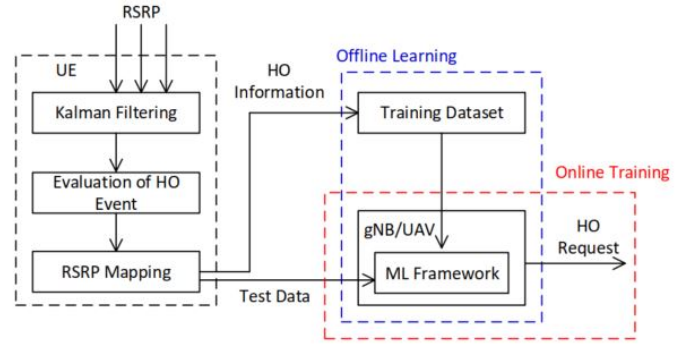 RSRP
UE
Kalman Filtering
Evaluation of HO
Event
RSRP Mapping
HO
Information
Test Data
Offline Learning
Training Dataset
Online Training
gNB/UAV
ML Framework
HO
Request